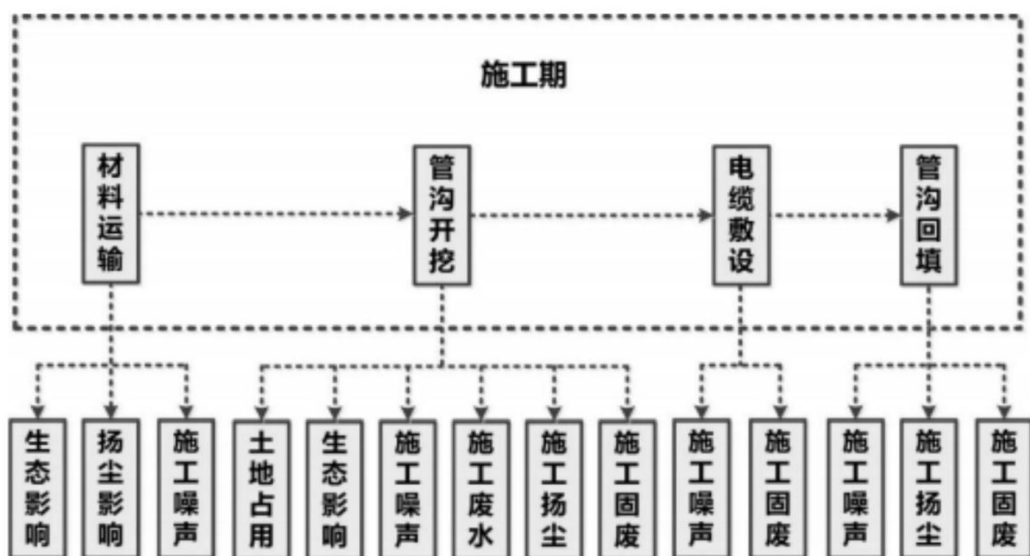 施工期
材料运输
管沟开挖
电缆敷设
管沟回填
生态影响
扬尘影响
施工噪声
土地占用
生态影响
施工噪声
施工废水
施工扬尘
施工固废
施工噪声
施工固废
施工噪声
施工扬尘
施工固废